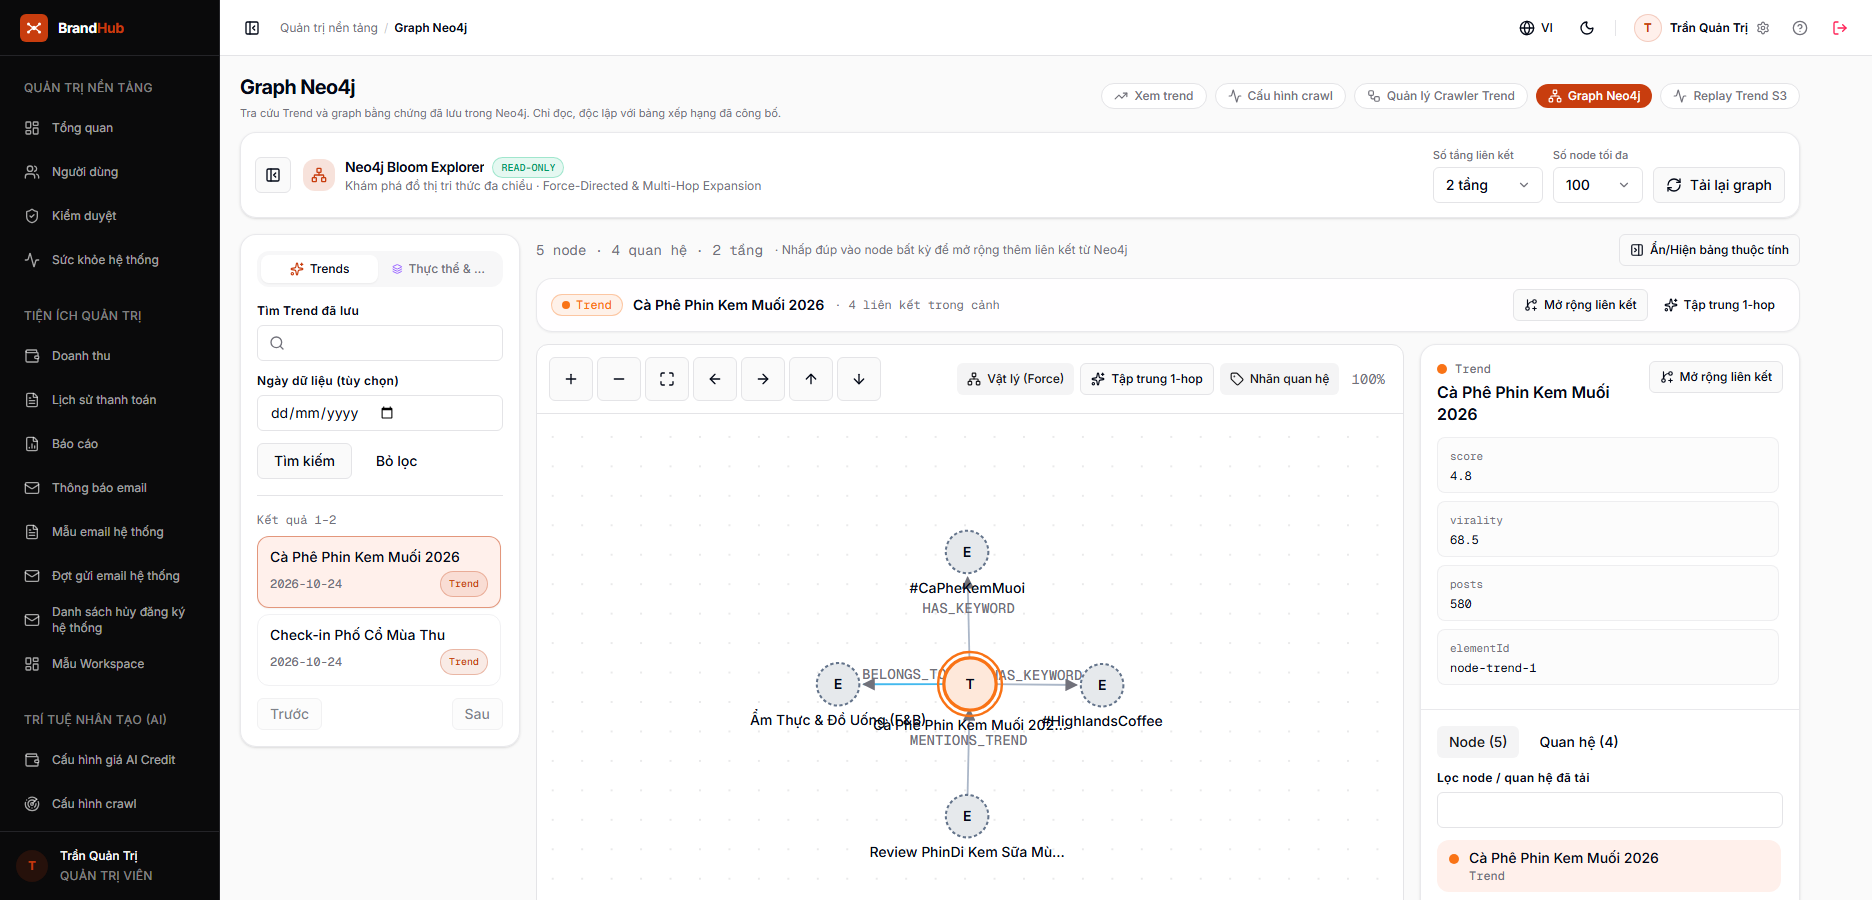 BrandHub
QUẢN TRỊ NỀN TẢNG
Tổng quan
Người dùng
Kiểm duyệt
Sức khỏe hệ thống
TIỆN ÍCH QUẢN TRỊ
Doanh thu
Lịch sử thanh toán
Báo cáo
Thông báo email
Mẫu email hệ thống
Đợt gửi email hệ thống
Danh sách hủy đăng ký
hệ thống
Mẫu Workspace
TRÍ TUỆ NHÂN TẠO (AI)
Cấu hình giá AI Credit
Cấu hình crawl
T
Trần Quản Trị
QUẢN TRỊ VIÊN
Quản trị nền tảng / Graph Neo4j
VI
T Trần Quản Trị
Graph Neo4j
Tra cứu Trend và graph bằng chứng đã lưu trong Neo4j. Chỉ đọc, độc lập với bảng xếp hạng đã công bố.
Xem trend
Cấu hình crawl
Quản lý Crawler Trend
Graph Neo4j
Replay Trend S3
Neo4j Bloom Explorer READ-ONLY
Khám phá đồ thị tri thức đa chiều · Force-Directed & Multi-Hop Expansion
Số tầng liên kết
2 tầng
Số node tối đa
100
Tải lại graph
Trends
Thực thể & ...
Tìm Trend đã lưu
Ngày dữ liệu (tùy chọn)
dd/mm/yyyy
Tìm kiếm
Bỏ lọc
Kết quả 1–2
Cà Phê Phin Kem Muối 2026
2026-10-24 Trend
Check-in Phố Cổ Mùa Thu
2026-10-24 Trend
Trước
Sau
5 node · 4 quan hệ · 2 tầng · Nhấp đúp vào node bất kỳ để mở rộng thêm liên kết từ Neo4j
Ẩn/Hiện bảng thuộc tính
Trend Cà Phê Phin Kem Muối 2026 · 4 liên kết trong cảnh
Mở rộng liên kết
Tập trung 1-hop
Vật lý (Force)
Tập trung 1-hop
Nhãn quan hệ
100%
E
#CaPheKemMuoi
HAS_KEYWORD
E
BELONGS_TO
T
HAS_KEYWORD
E
Ẩm Thực & Đồ Uống (F&B)
Cà Phê Phin Kem Muối 202...
#HighlandsCoffee
MENTIONS_TREND
E
Review PhinDi Kem Sữa Mù...
Trend
Cà Phê Phin Kem Muối
2026
Mở rộng liên kết
score
4.8
virality
68.5
posts
580
elementId
node-trend-1
Node (5)
Quan hệ (4)
Lọc node / quan hệ đã tải
Cà Phê Phin Kem Muối 2026
Trend